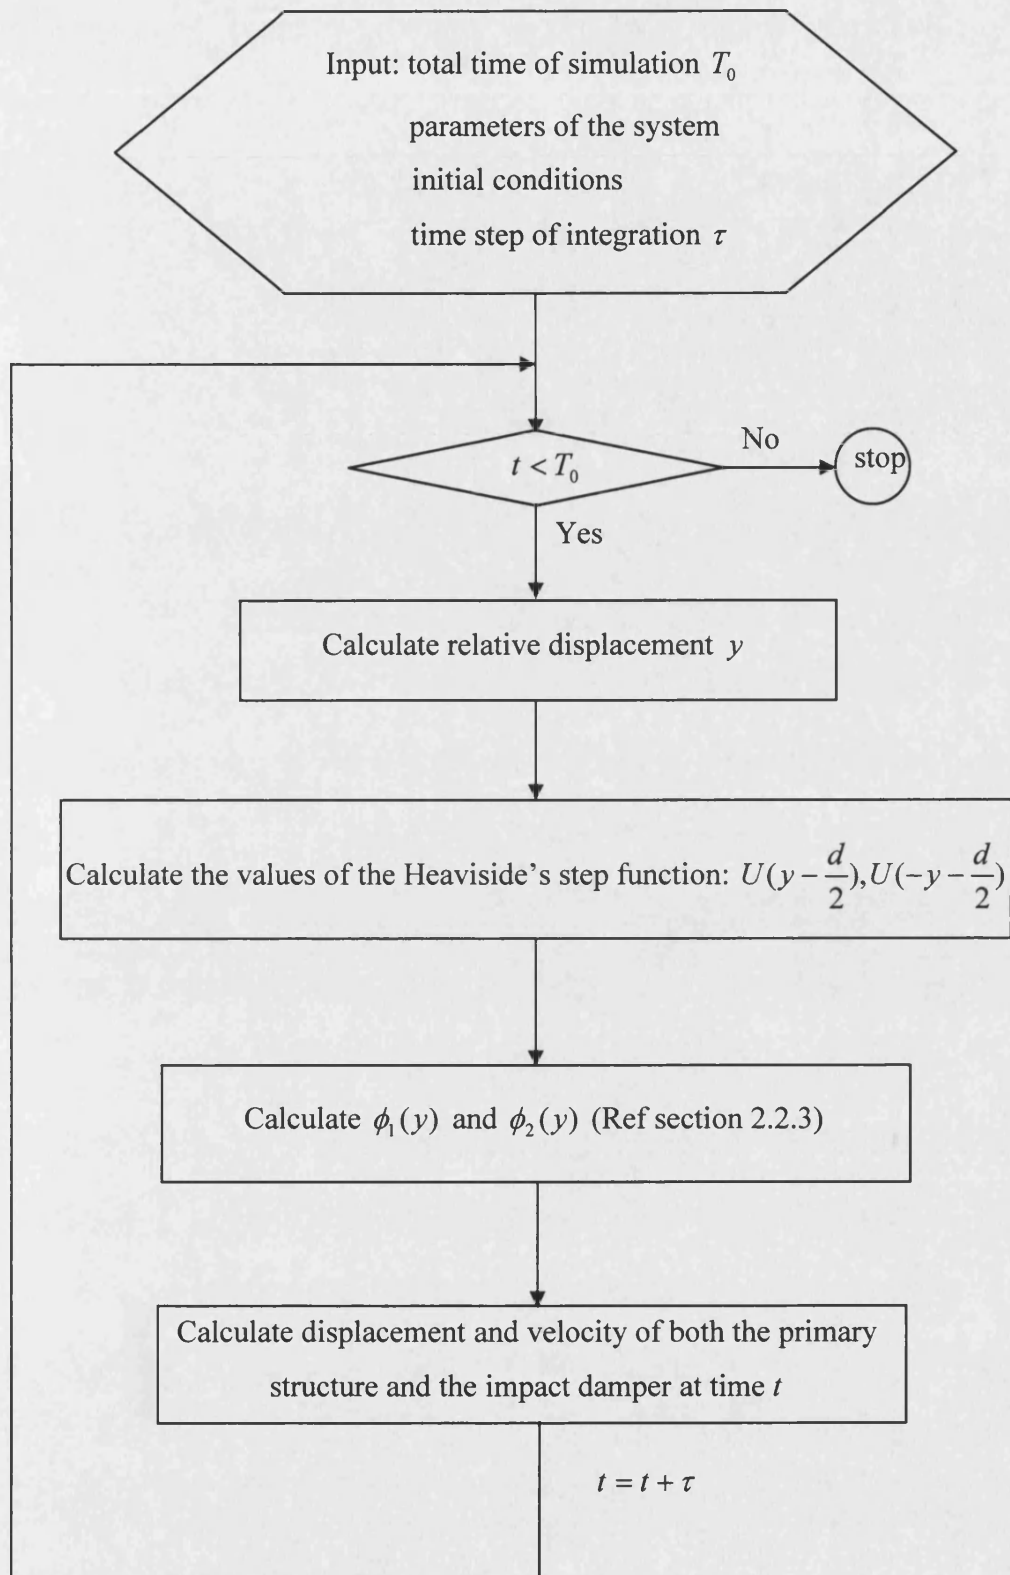 Input: total time of simulation T₀
parameters of the system
initial conditions
time step of integration τ
t < T₀
No
stop
Yes
Calculate relative displacement y
Calculate the values of the Heaviside's step function: U(y − d/2), U(−y − d/2)
Calculate ϕ₁(y) and ϕ₂(y) (Ref section 2.2.3)
Calculate displacement and velocity of both the primary
structure and the impact damper at time t
t = t + τ